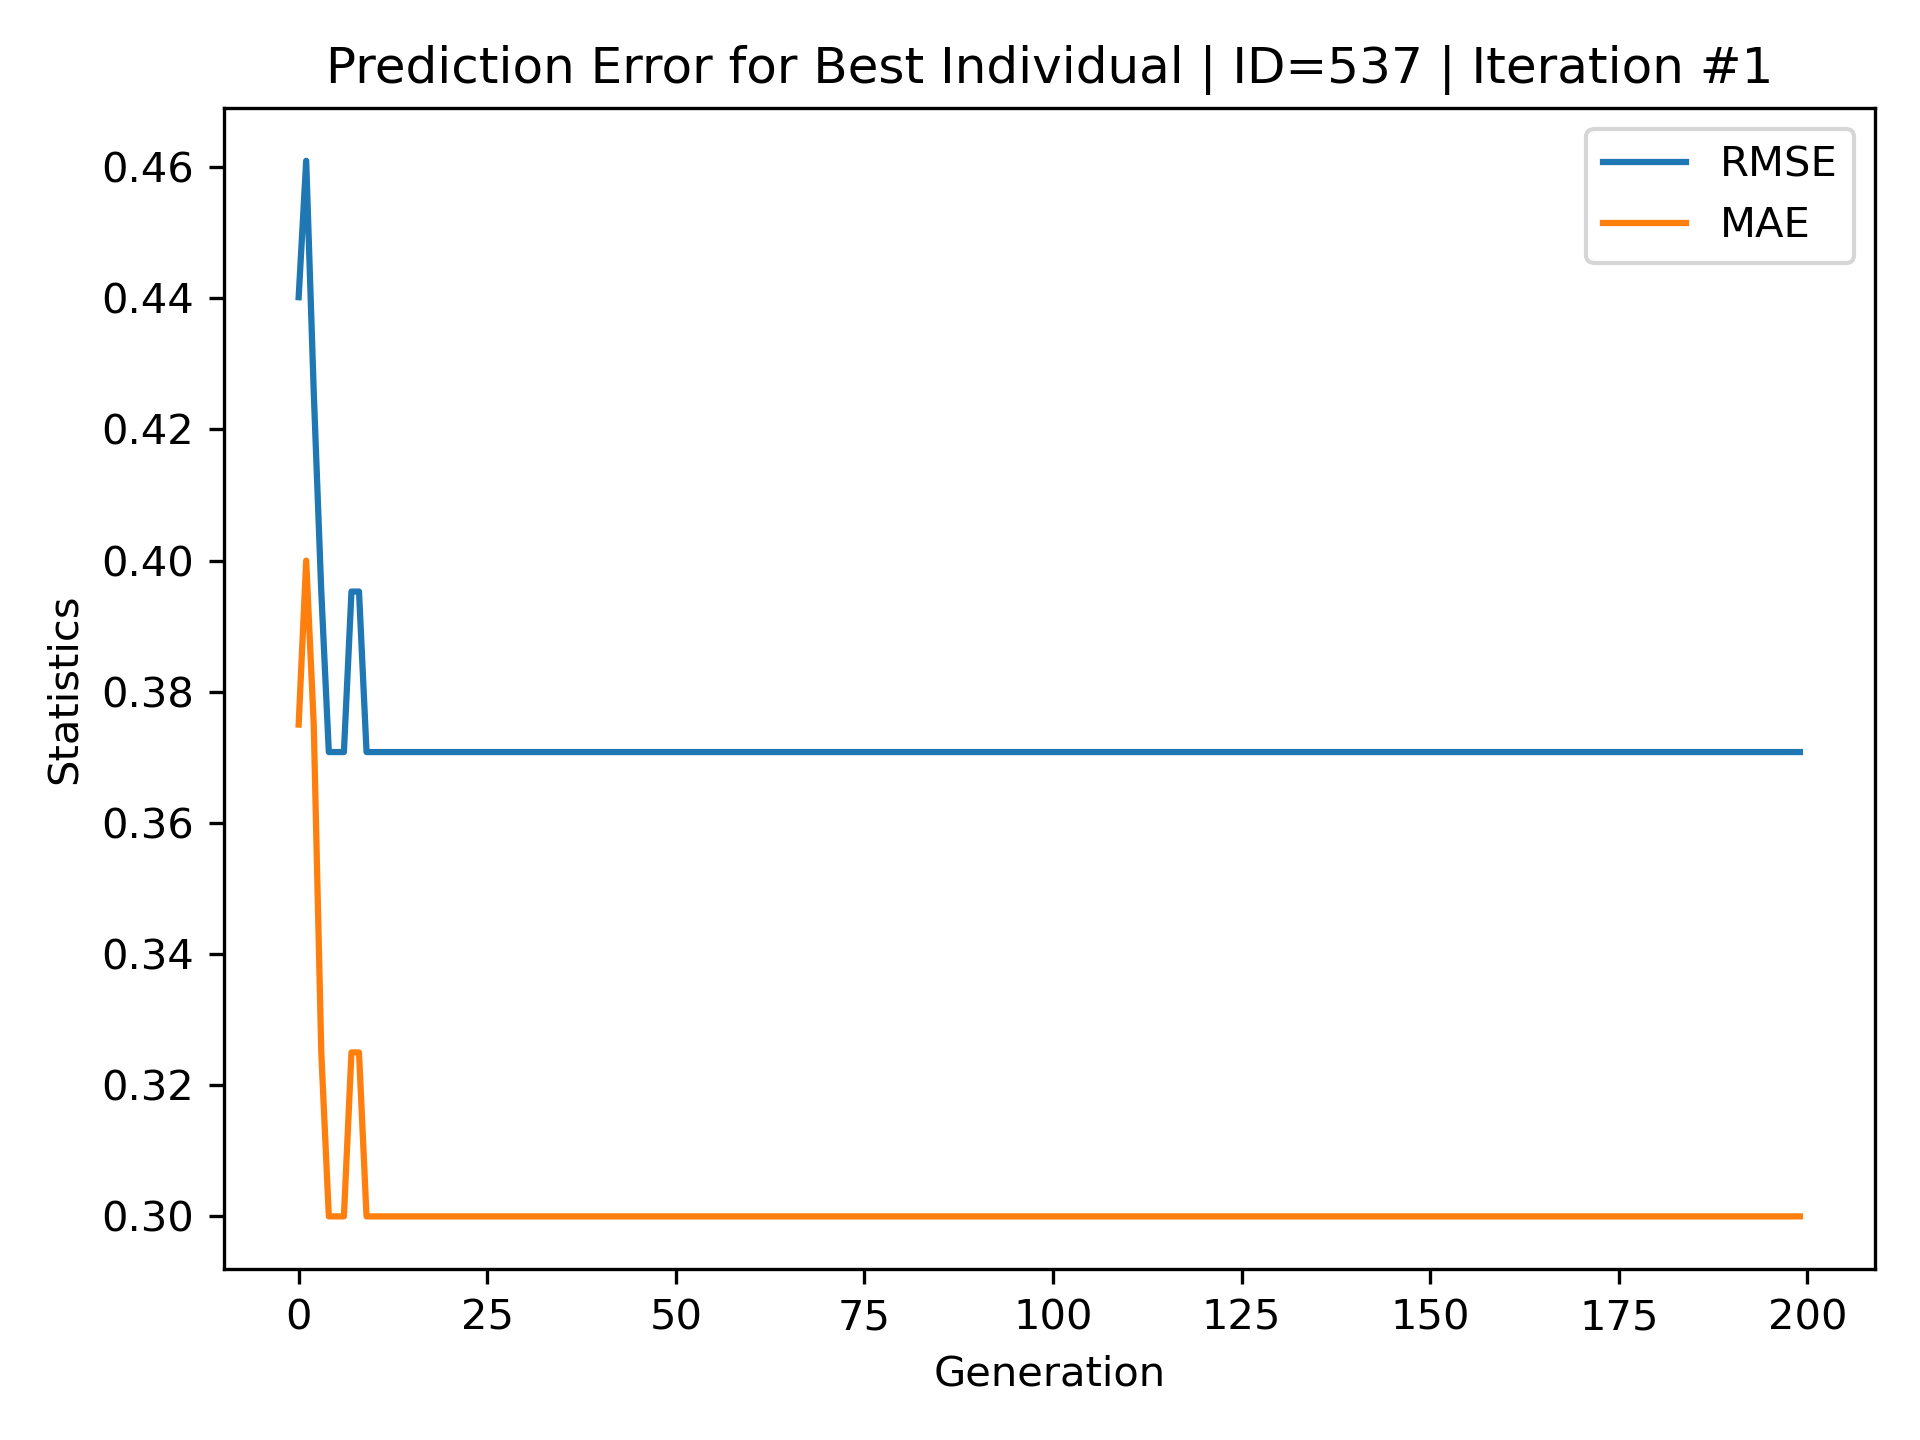 Prediction Error for Best Individual | ID=537 | Iteration #1
RMSE
MAE
Statistics
0.46
0.44
0.42
0.40
0.38
0.36
0.34
0.32
0.30
0 25 50 75 100 125 150 175 200
Generation